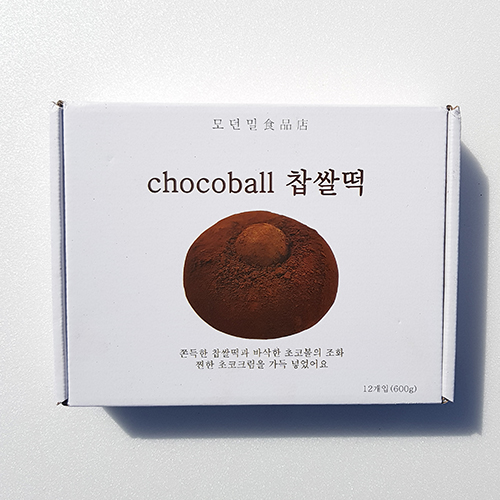 모던밀食品店
chocoball 찹쌀떡
쫀득한 찹쌀떡과 바삭한 초코볼의 조화
찐한 초코크림을 가득 넣었어요
12개입(600g)